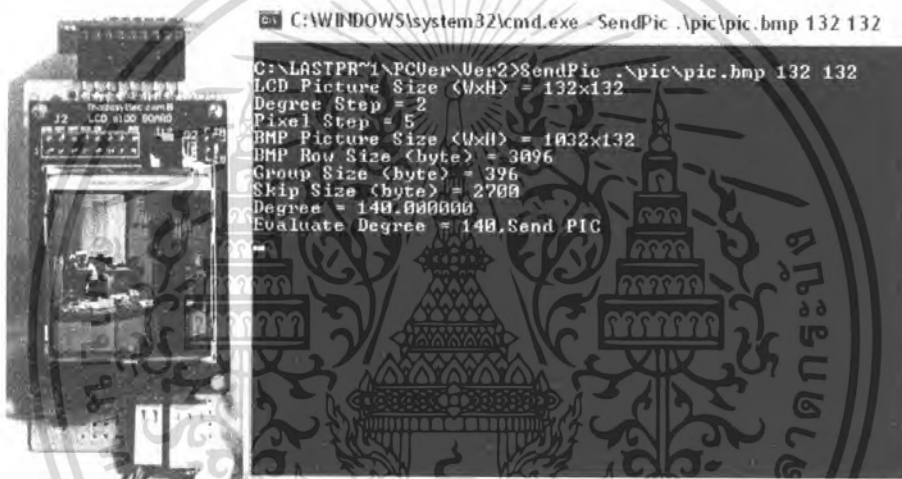 C:\WINDOWS\system32\cmd.exe - SendPic .\pic\pic.bmp 132 132
C:\LASTPR~1\PCVer\Ver2>SendPic .\pic\pic.bmp 132 132
LCD Picture Size (WxH) = 132x132
Degree Step = 2
Pixel Step = 5
BMP Picture Size (WxH) = 1032x132
BMP Row Size (byte) = 3096
Group Size (byte) = 396
Skip Size (byte) = 2700
Degree = 140.000000
Evaluate Degree = 140,Send PIC
J2
LCD 6100 BOARD